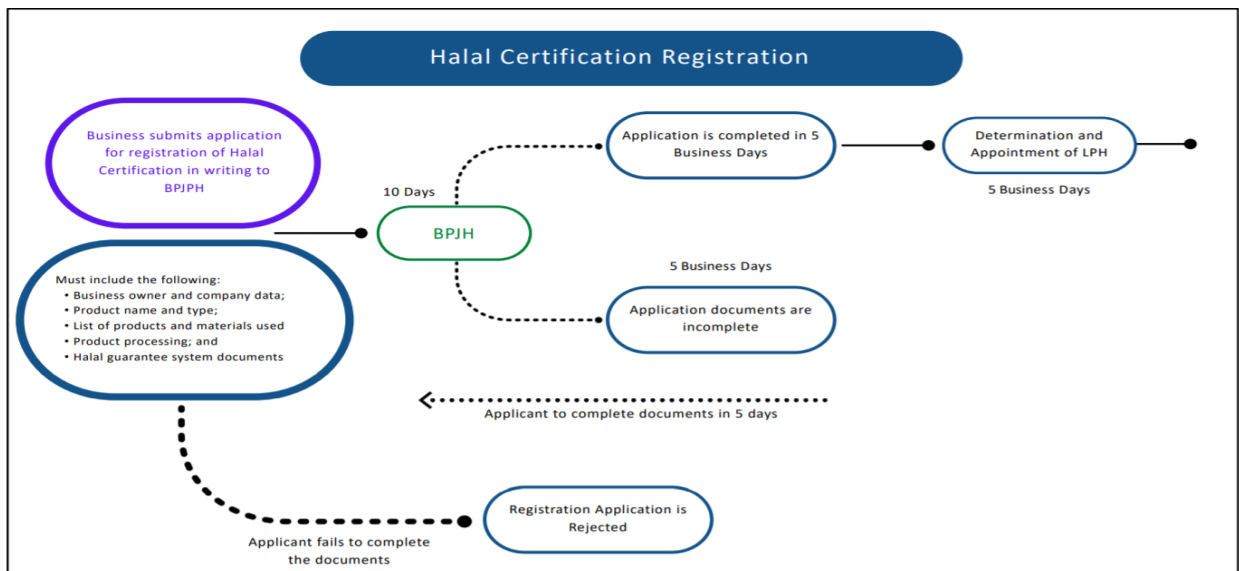 Halal Certification Registration
Business submits application
for registration of Halal
Certification in writing to
BPJPH
Must include the following:
• Business owner and company data;
• Product name and type;
• List of products and materials used
• Product processing; and
• Halal guarantee system documents
10 Days
BPJH
Application is completed in 5
Business Days
Determination and
Appointment of LPH
5 Business Days
5 Business Days
Application documents are
incomplete
Applicant to complete documents in 5 days
Registration Application is
Rejected
Applicant fails to complete
the documents